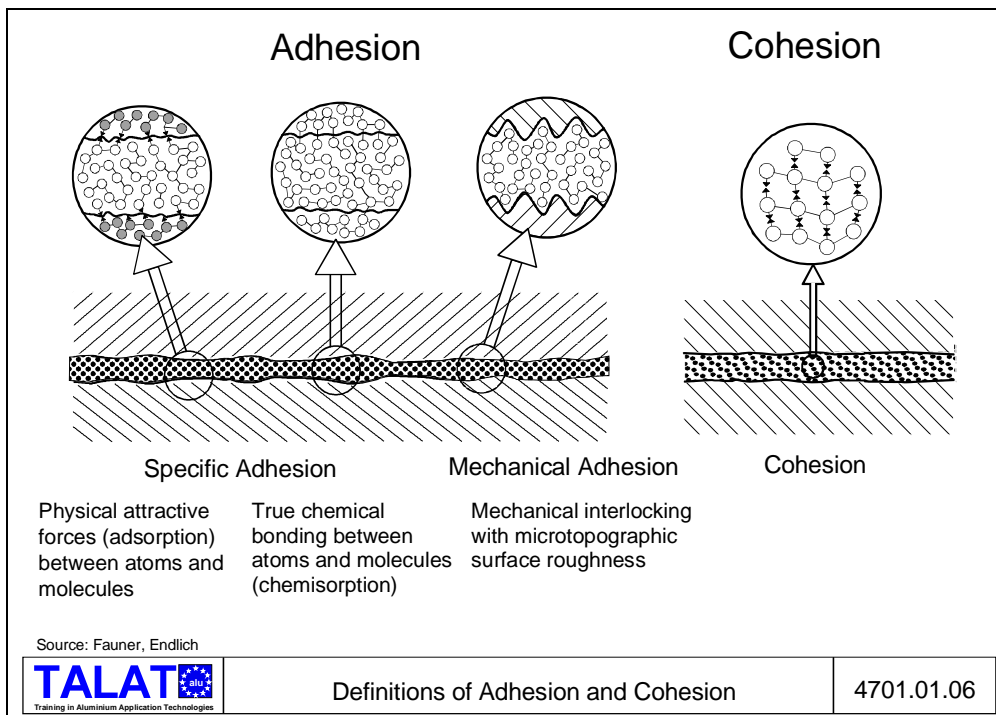 Adhesion
Cohesion
Specific Adhesion
Mechanical Adhesion
Cohesion
Physical attractive
forces (adsorption)
between atoms and
molecules
True chemical
bonding between
atoms and molecules
(chemisorption)
Mechanical interlocking
with microtopographic
surface roughness
Source: Fauner, Endlich
TALAT
alu
Training in Aluminium Application Technologies
Definitions of Adhesion and Cohesion
4701.01.06